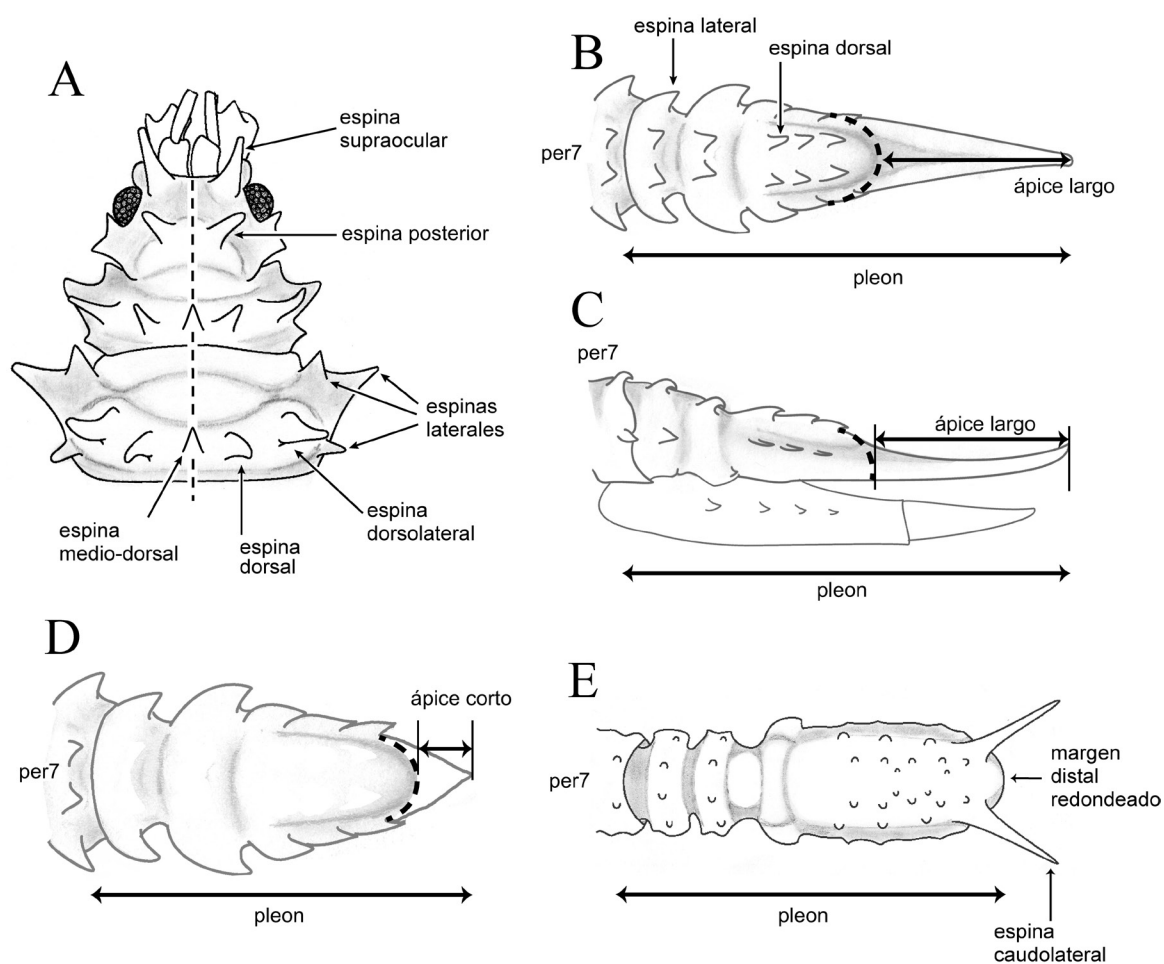 A
espina
supraocular
espina posterior
espinas
laterales
espina
dorsolateral
espina
medio-dorsal
espina
dorsal
B
espina lateral
espina dorsal
per7
ápice largo
pleon
C
per7
ápice largo
pleon
D
ápice corto
per7
pleon
E
per7
margen
distal
redondeado
pleon
espina
caudolateral